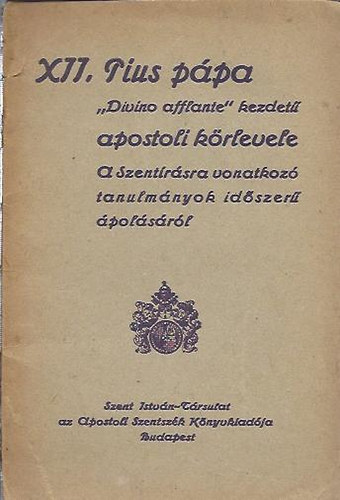 XII. Pius pápa
„Divino afflante" kezdetű
apostoli körlevele
A Szentírásra vonatkozó
tanulmányok időszerű
ápolásáról
Szent István-Társulat
az Apostoli Szentszék Könyvkiadója
Budapest